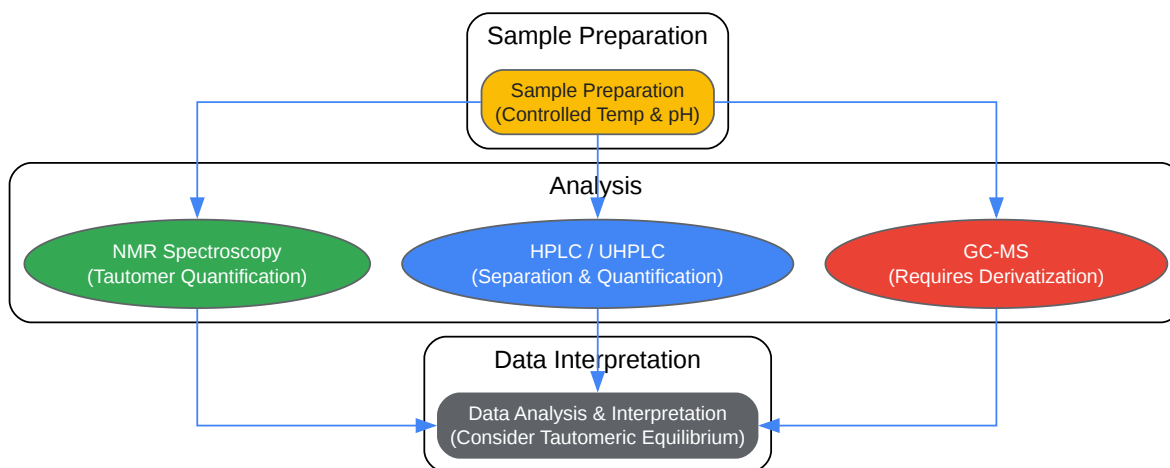 Sample Preparation
Sample Preparation
(Controlled Temp & pH)
Analysis
NMR Spectroscopy
(Tautomer Quantification)
HPLC / UHPLC
(Separation & Quantification)
GC-MS
(Requires Derivatization)
Data Interpretation
Data Analysis & Interpretation
(Consider Tautomeric Equilibrium)